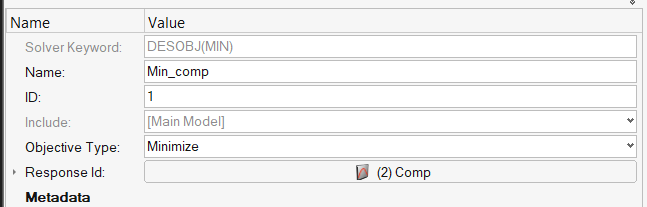 Name Value
Solver Keyword: DESOBJ(MIN)
Name: Min_comp
ID: 1
Include: [Main Model]
Objective Type: Minimize
Response Id: (2) Comp
Metadata